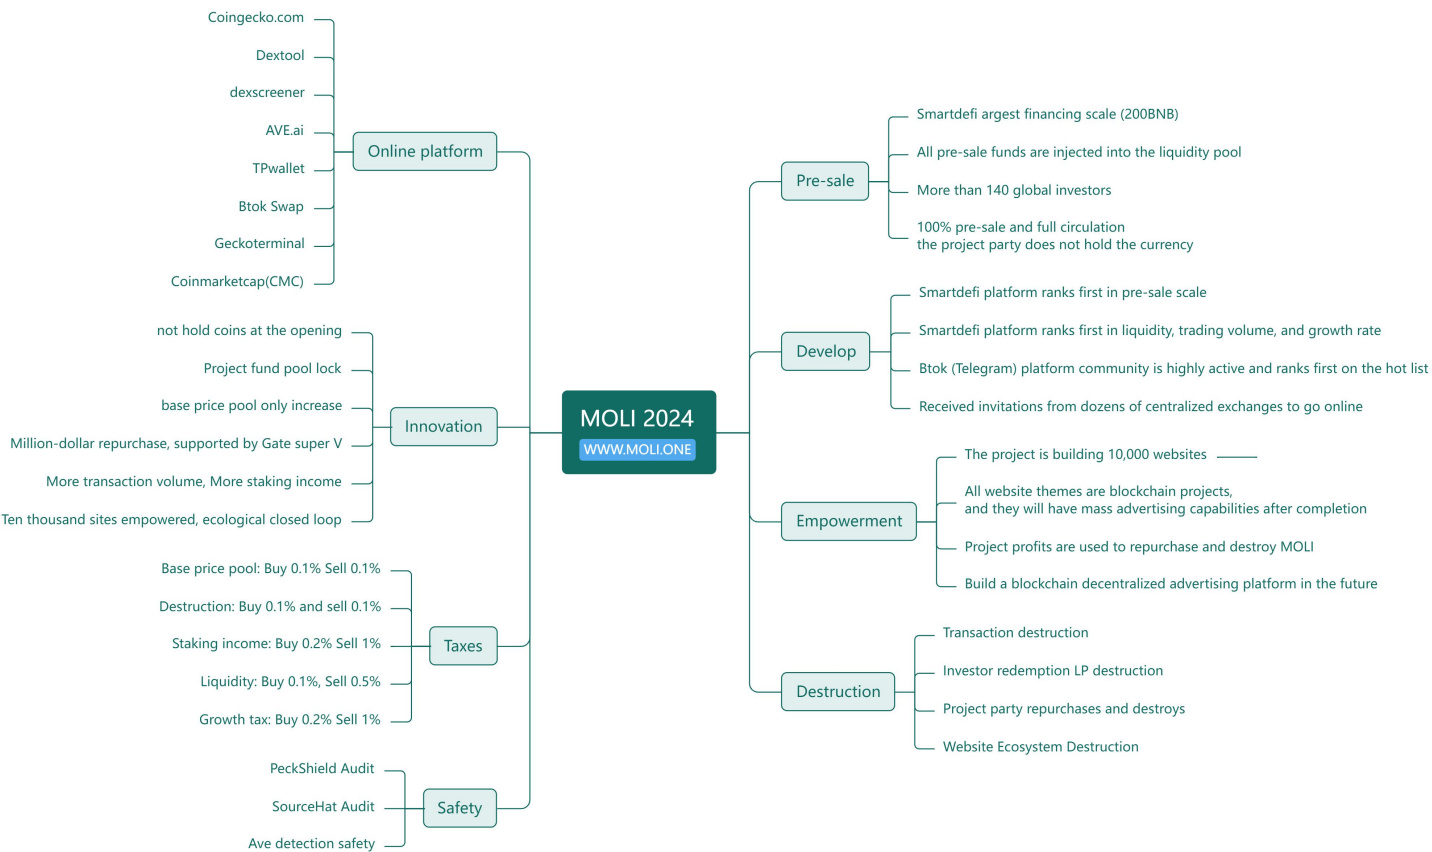 Coingecko.com
Dextool
dexscreener
AVE.ai
TPwallet
Btok Swap
Geckoterminal
Coinmarketcap(CMC)
Online platform
not hold coins at the opening
Project fund pool lock
base price pool only increase
Million-dollar repurchase, supported by Gate super V
More transaction volume, More staking income
Ten thousand sites empowered, ecological closed loop
Innovation
Base price pool: Buy 0.1% Sell 0.1%
Destruction: Buy 0.1% and sell 0.1%
Staking income: Buy 0.2% Sell 1%
Liquidity: Buy 0.1%, Sell 0.5%
Growth tax: Buy 0.2% Sell 1%
Taxes
PeckShield Audit
SourceHat Audit
Ave detection safety
Safety
MOLI 2024
WWW.MOLI.ONE
Pre-sale
Smartdefi argest financing scale (200BNB)
All pre-sale funds are injected into the liquidity pool
More than 140 global investors
100% pre-sale and full circulation
the project party does not hold the currency
Develop
Smartdefi platform ranks first in pre-sale scale
Smartdefi platform ranks first in liquidity, trading volume, and growth rate
Btok (Telegram) platform community is highly active and ranks first on the hot list
Received invitations from dozens of centralized exchanges to go online
Empowerment
The project is building 10,000 websites
All website themes are blockchain projects,
and they will have mass advertising capabilities after completion
Project profits are used to repurchase and destroy MOLI
Build a blockchain decentralized advertising platform in the future
Destruction
Transaction destruction
Investor redemption LP destruction
Project party repurchases and destroys
Website Ecosystem Destruction